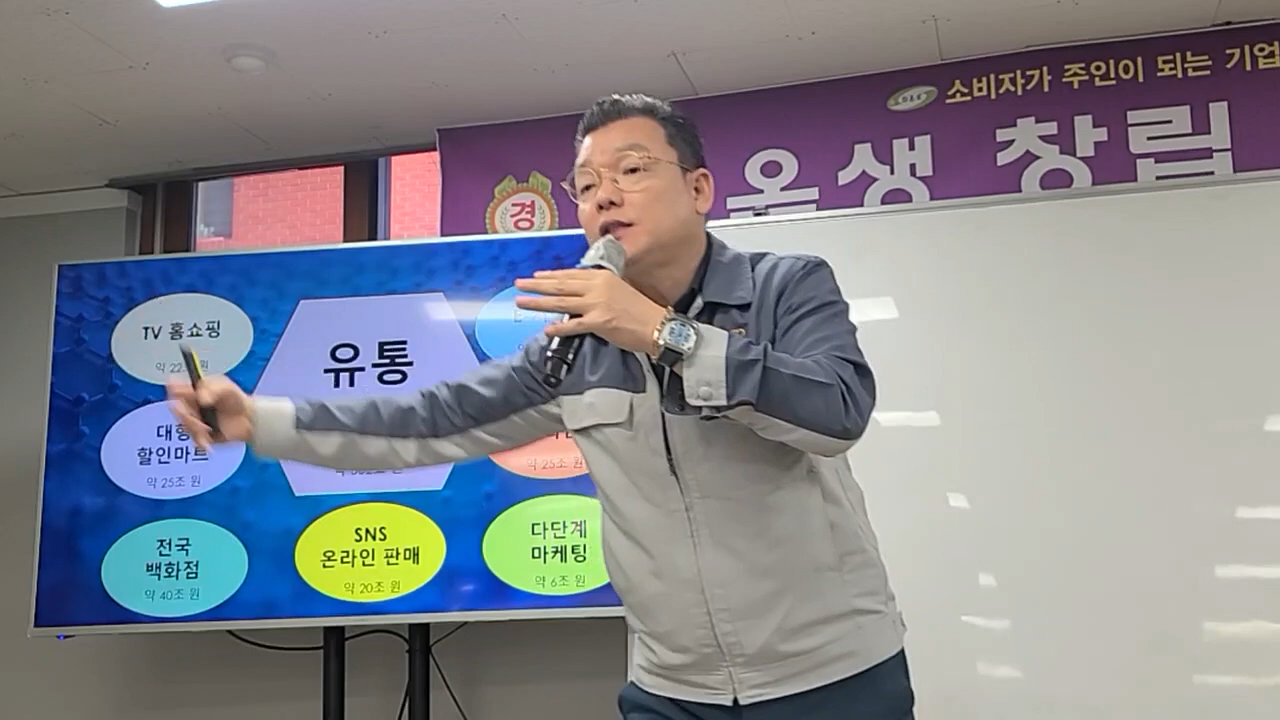 소비자가 주인이 되는 기업
경
올생 창립
TV 홈쇼핑
유통
대형
할인마트
약 25조 원
약 25조 원
전국
백화점
약 40조 원
SNS
온라인 판매
약 20조 원
다단계
마케팅
약 6조 원